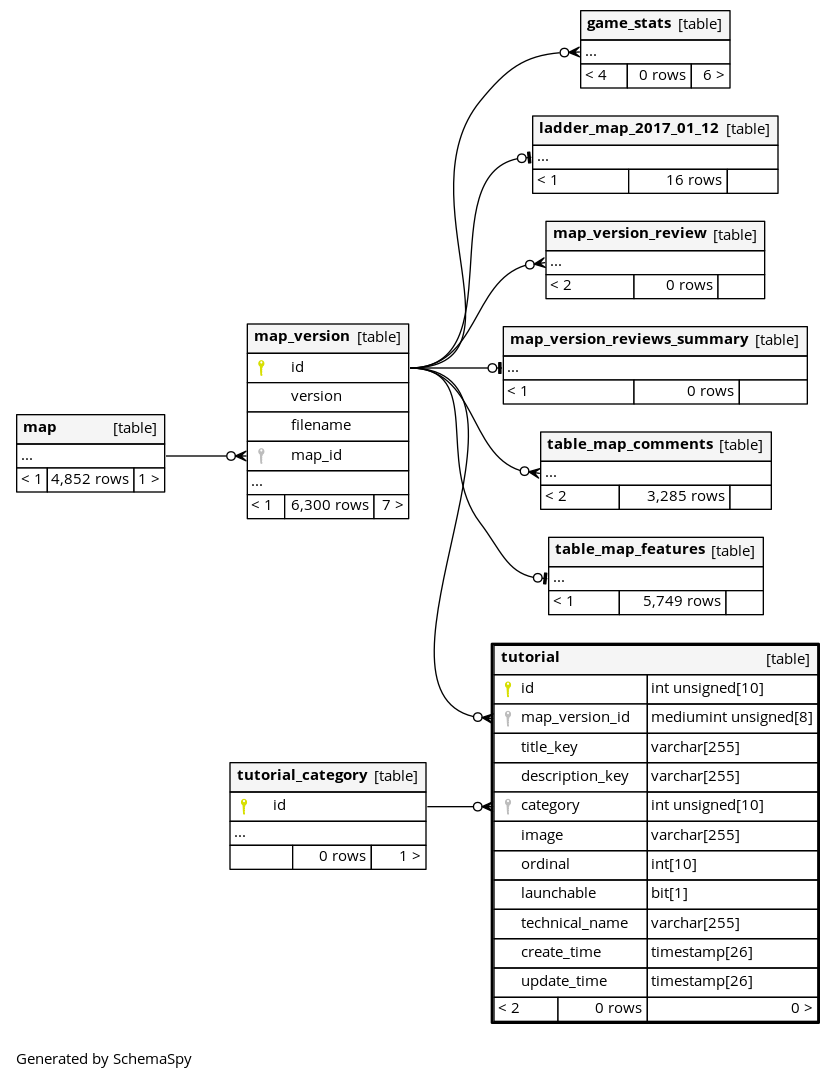 game_stats [table]
...
< 4 0 rows 6 >
ladder_map_2017_01_12 [table]
...
< 1 16 rows
map_version_review [table]
...
< 2 0 rows
map_version [table]
id
version
filename
map_id
...
< 1 6,300 rows 7 >
map_version_reviews_summary [table]
...
< 1 0 rows
map [table]
...
< 1 4,852 rows 1 >
table_map_comments [table]
...
< 2 3,285 rows
table_map_features [table]
...
< 1 5,749 rows
tutorial [table]
id int unsigned[10]
map_version_id mediumint unsigned[8]
title_key varchar[255]
description_key varchar[255]
category int unsigned[10]
image varchar[255]
ordinal int[10]
launchable bit[1]
technical_name varchar[255]
create_time timestamp[26]
update_time timestamp[26]
< 2 0 rows 0 >
tutorial_category [table]
id
...
0 rows 1 >
Generated by SchemaSpy